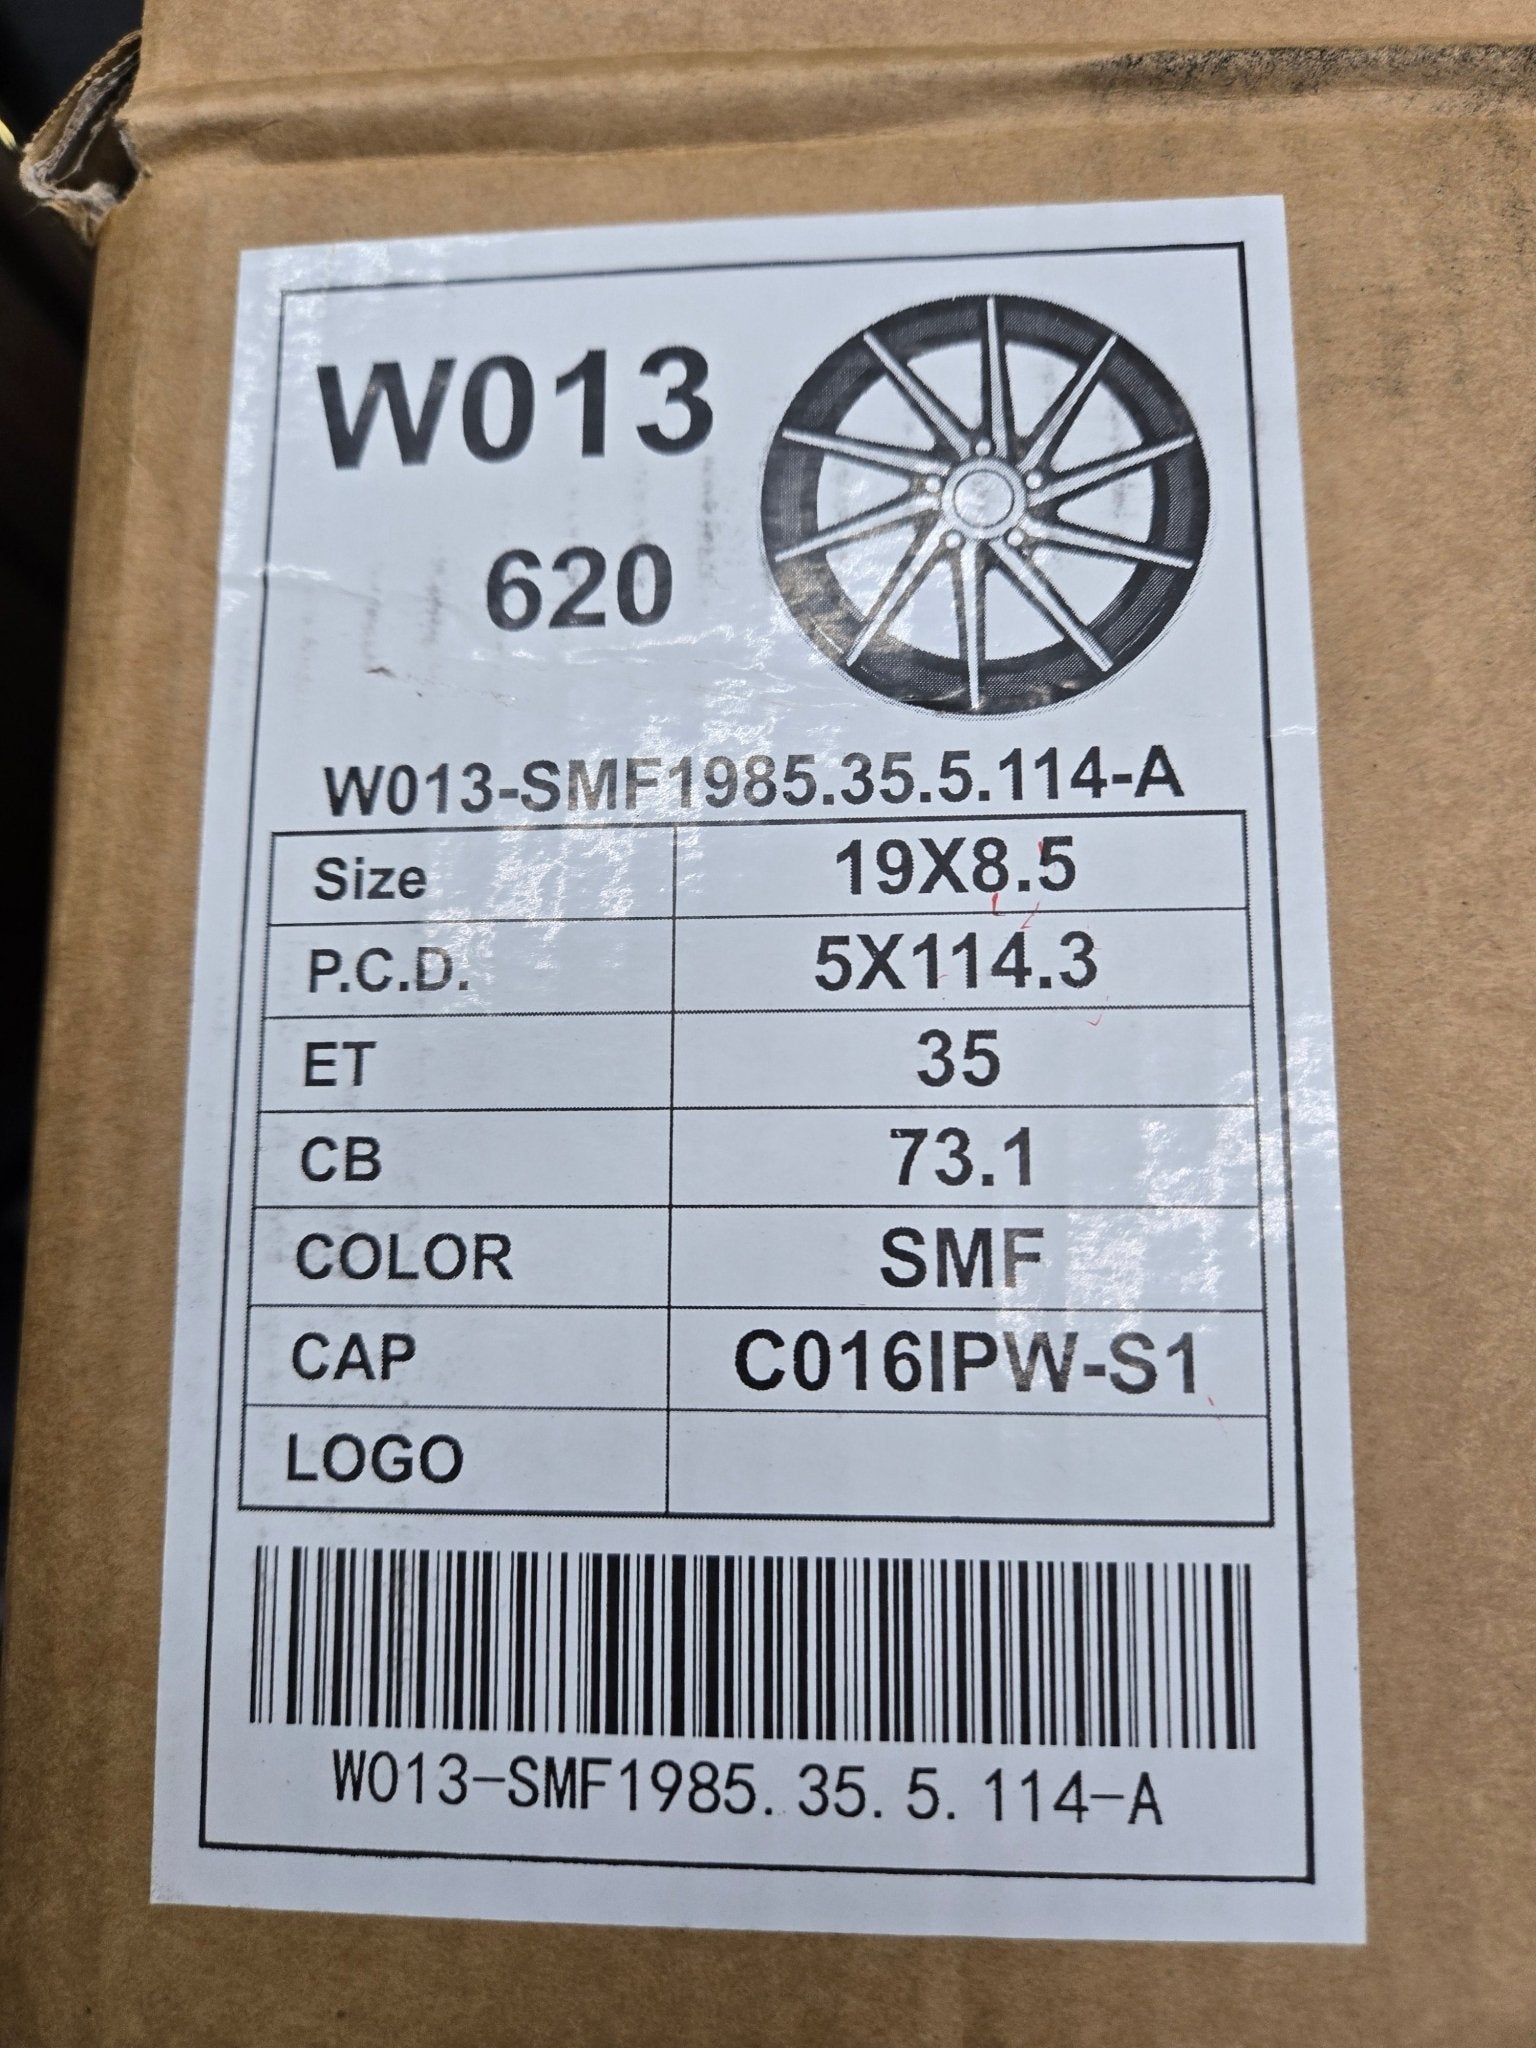 W013
620
W013-SMF1985.35.5.114-A
Size 19X8.5
P.C.D. 5X114.3
ET 35
CB 73.1
COLOR SMF
CAP C016IPW-S1
LOGO
W013-SMF1985.35.5.114-A